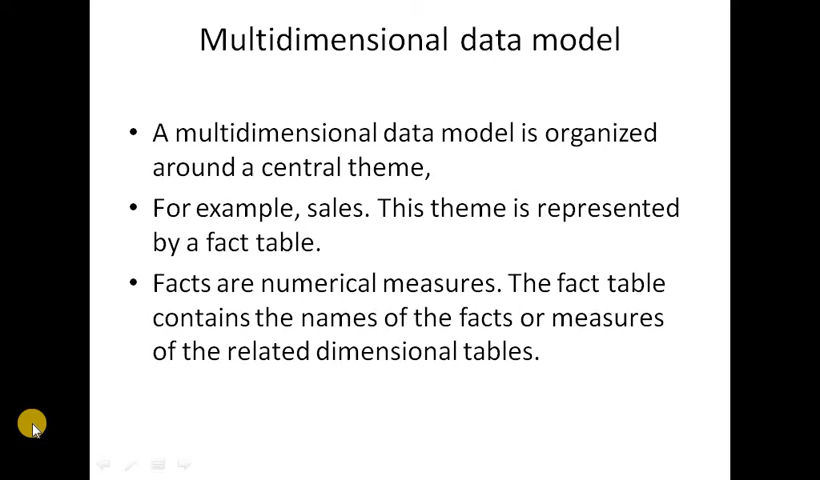 Multidimensional data model
• A multidimensional data model is organized
around a central theme,
• For example, sales. This theme is represented
by a fact table.
• Facts are numerical measures. The fact table
contains the names of the facts or measures
of the related dimensional tables.